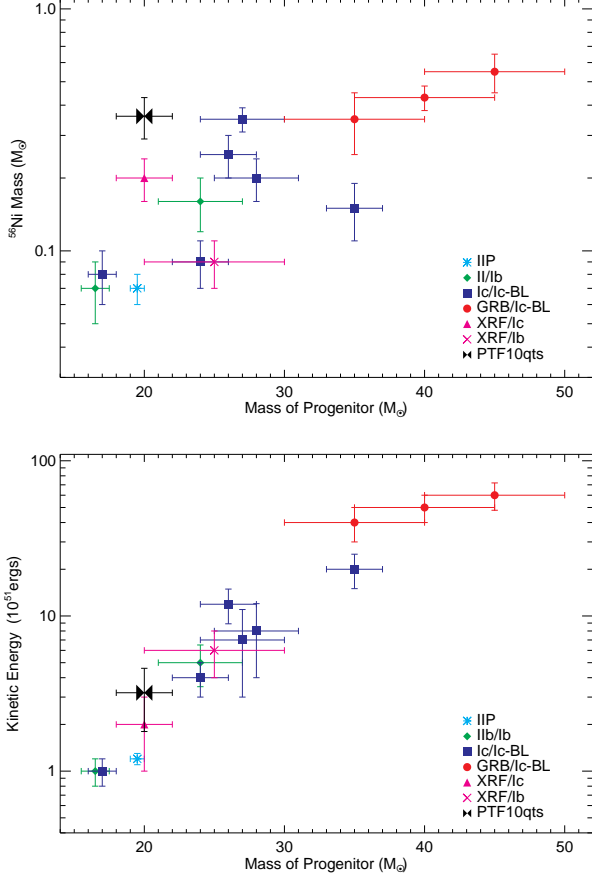 1.0
0.1
⁵⁶Ni Mass (M☉)
IIP
II/Ib
Ic/Ic-BL
GRB/Ic-BL
XRF/Ic
XRF/Ib
PTF10qts
20 30 40 50
Mass of Progenitor (M☉)
100
10
1
Kinetic Energy (10⁵¹ergs)
IIP
IIb/Ib
Ic/Ic-BL
GRB/Ic-BL
XRF/Ic
XRF/Ib
PTF10qts
20 30 40 50
Mass of Progenitor (M☉)